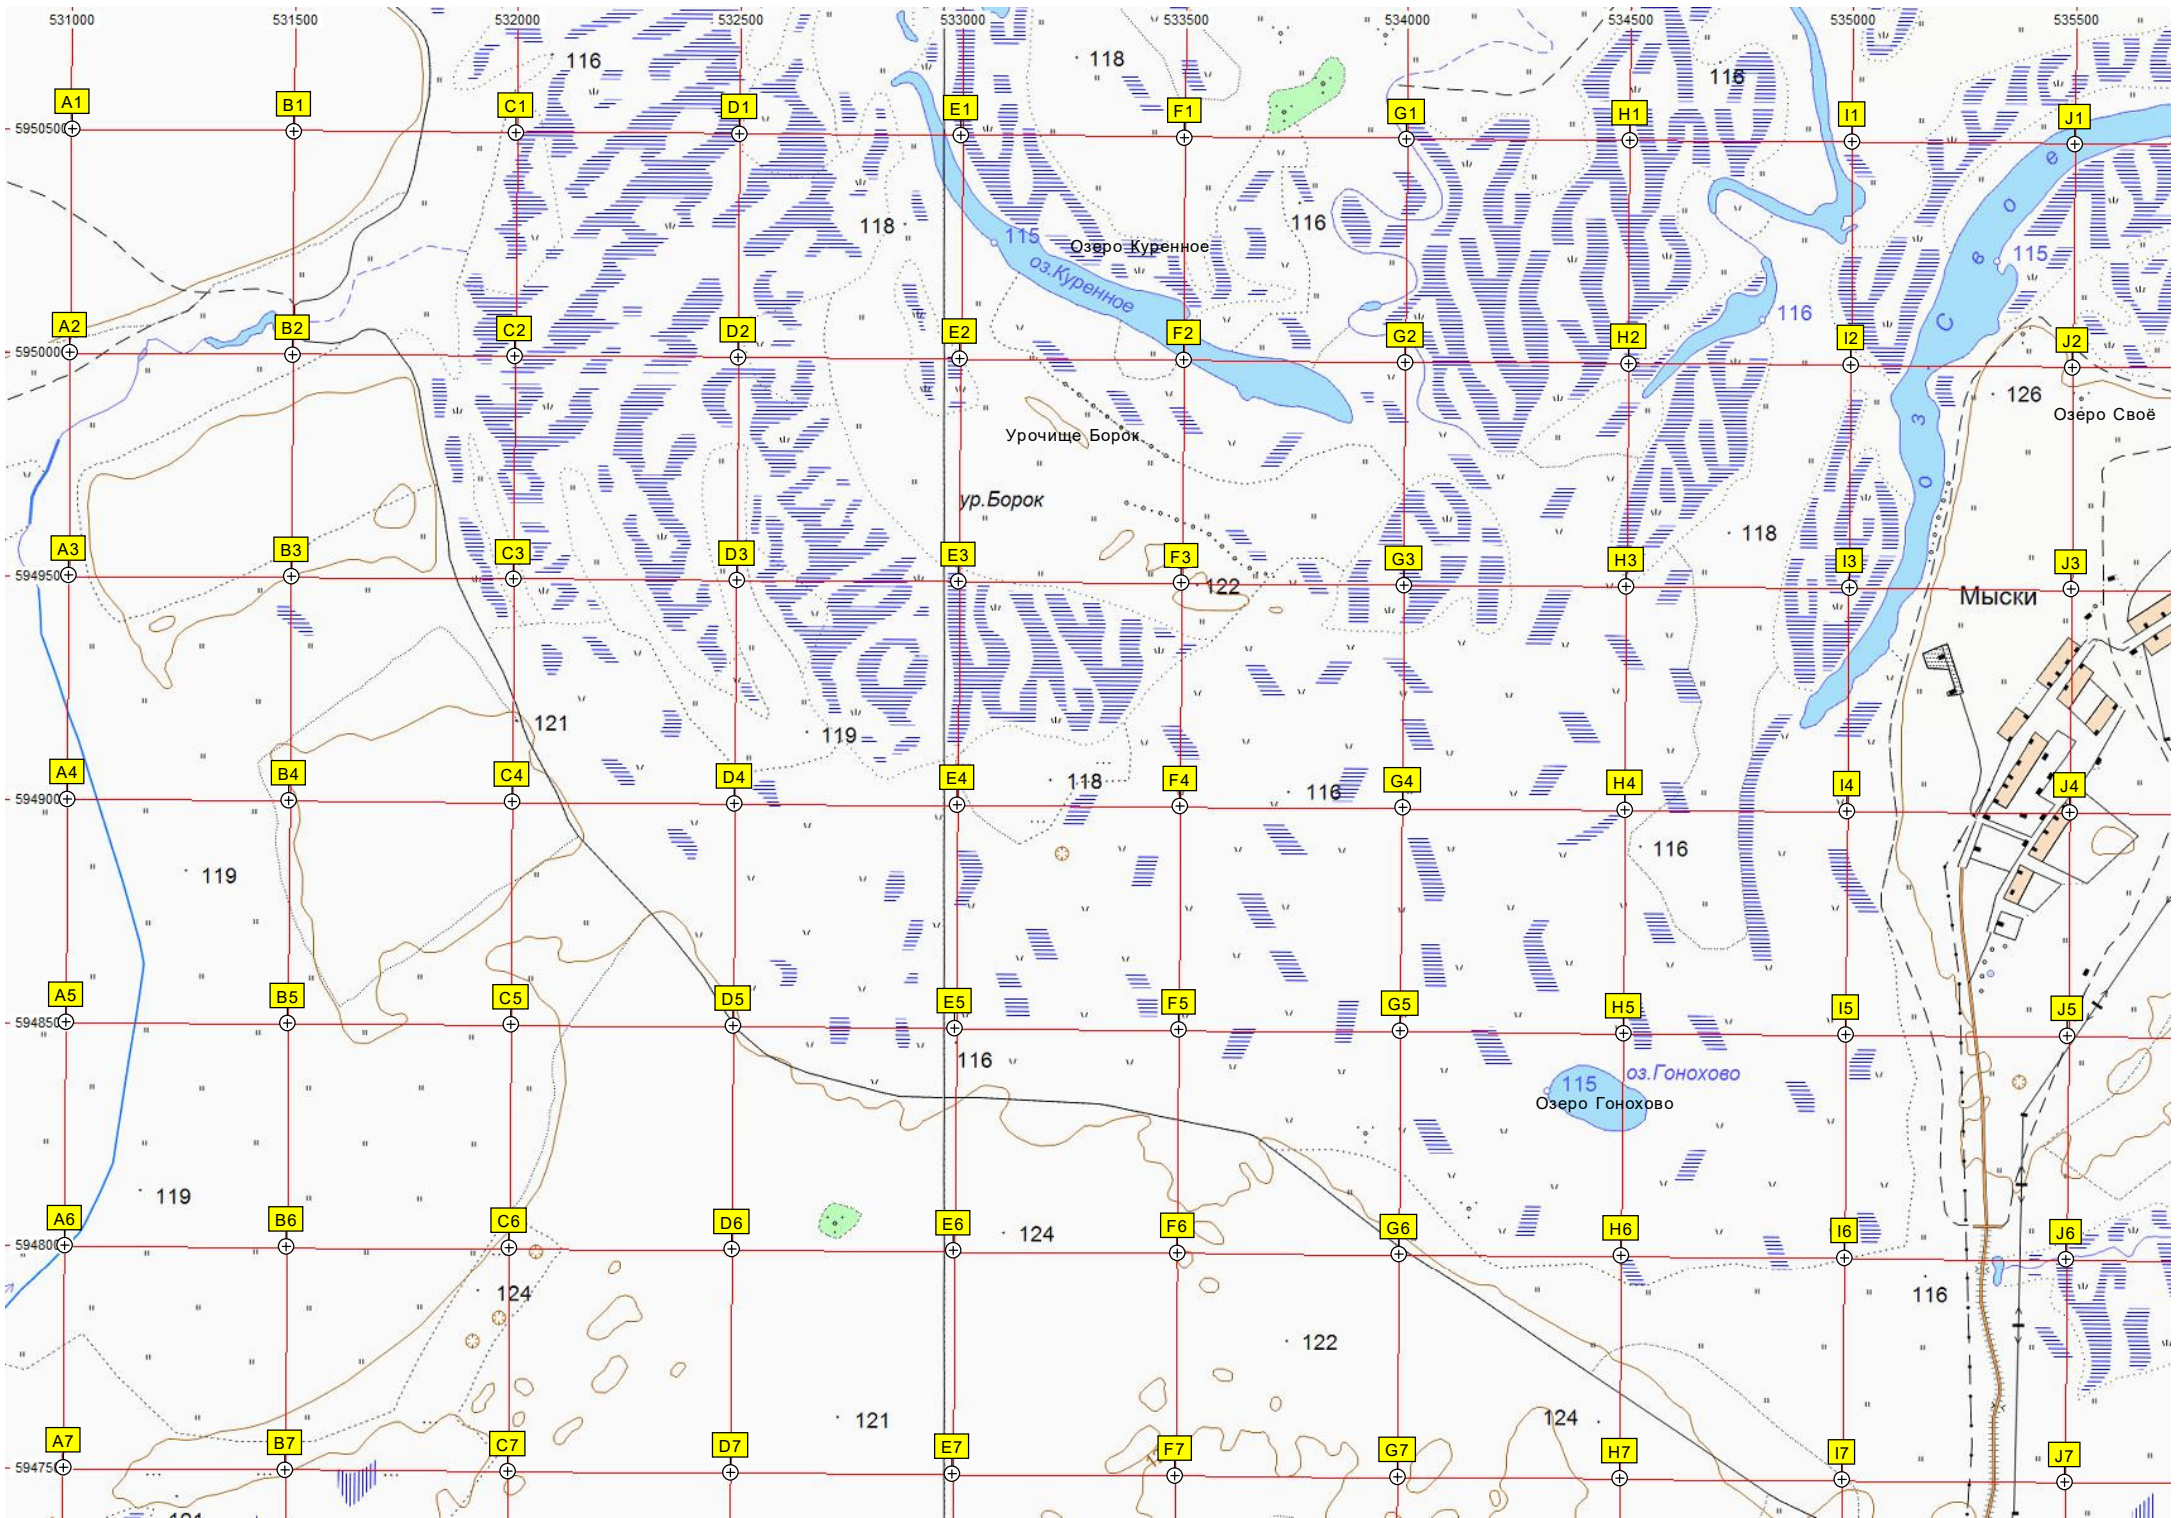 531000 531500 532000 532500 533000 533500 534000 534500 535000 535500
116 118 116
A1 B1 C1 D1 E1 F1 G1 H1 I1 J1
5950500
118 115 Озеро Куренное 116 115
оз.Куренное
116
С в о е
A2 B2 C2 D2 E2 F2 G2 H2 I2 J2
5950000
126
Озеро Своё
Урочище Борок
ур.Борок
118
о з
A3 B3 C3 D3 E3 F3 G3 H3 I3 J3
594950
122
Мыски
121 119
A4 B4 C4 D4 E4 F4 G4 H4 I4 J4
594900
118 116
119 116
A5 B5 C5 D5 E5 F5 G5 H5 I5 J5
594850
116 115 оз.Гонохово
Озеро Гонохово
119
A6 B6 C6 D6 E6 F6 G6 H6 I6 J6
594800
124
124 116
122
121 124
A7 B7 C7 D7 E7 F7 G7 H7 I7 J7
594750